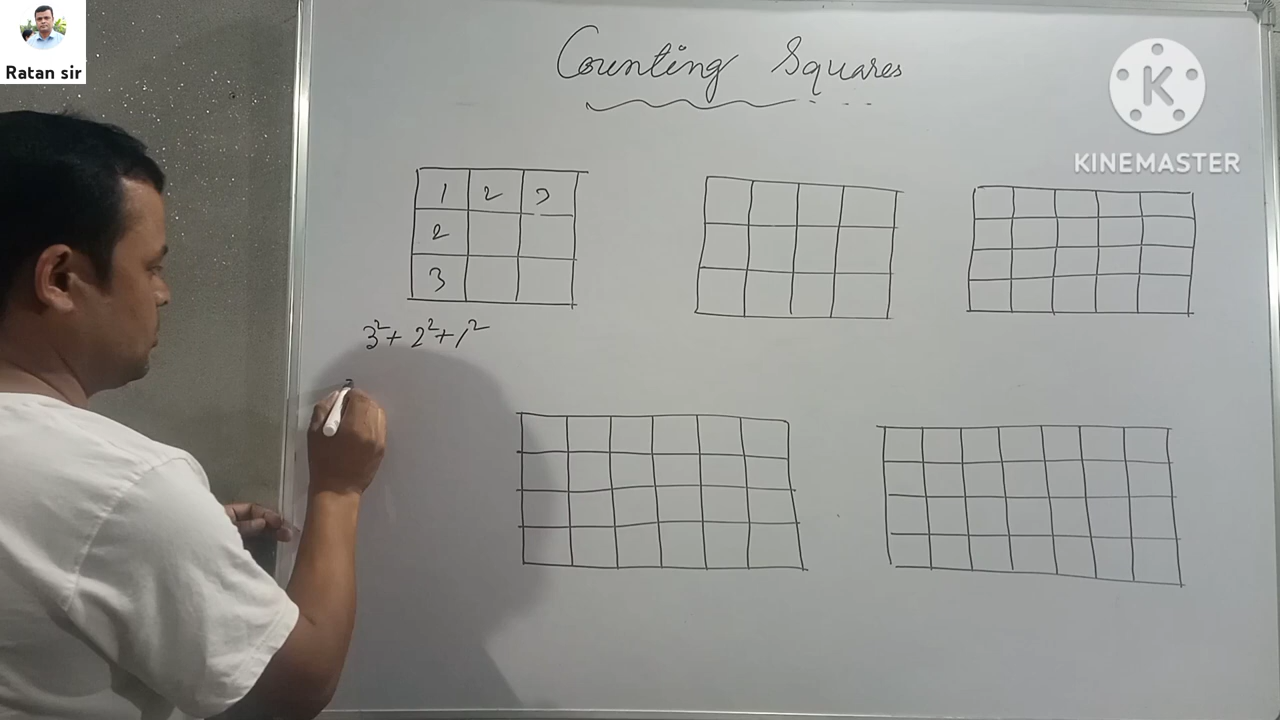 Ratan sir
Counting Squares
K
KINEMASTER
1 2 3
2
3
3² + 2² + 1²